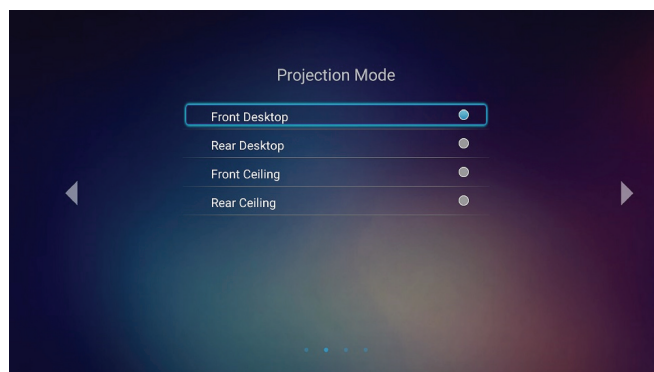 Projection Mode
Front Desktop
Rear Desktop
Front Ceiling
Rear Ceiling